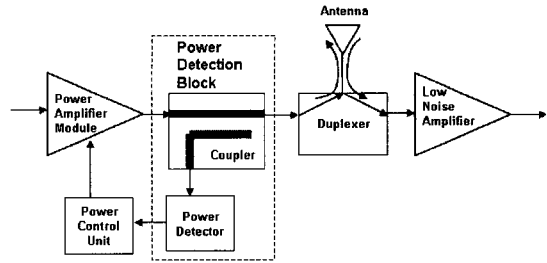 Antenna
Power
Detection
Block
Power
Amplifier
Module
Coupler
Duplexer
Low
Noise
Amplifier
Power
Control
Unit
Power
Detector